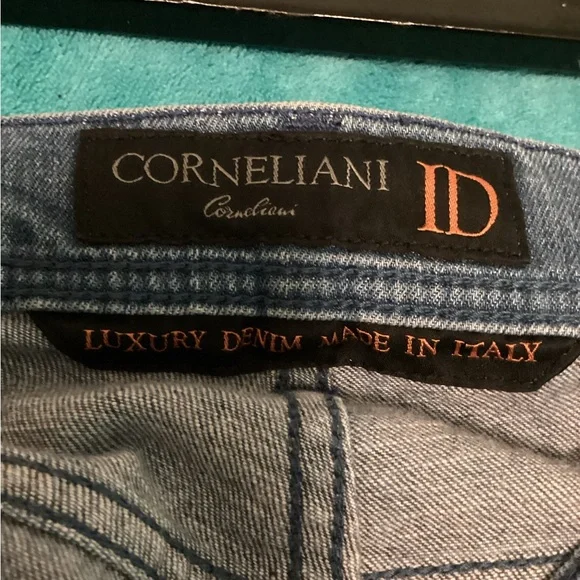 CORNELIANI ID
Corneliani
LUXURY DENIM MADE IN ITALY